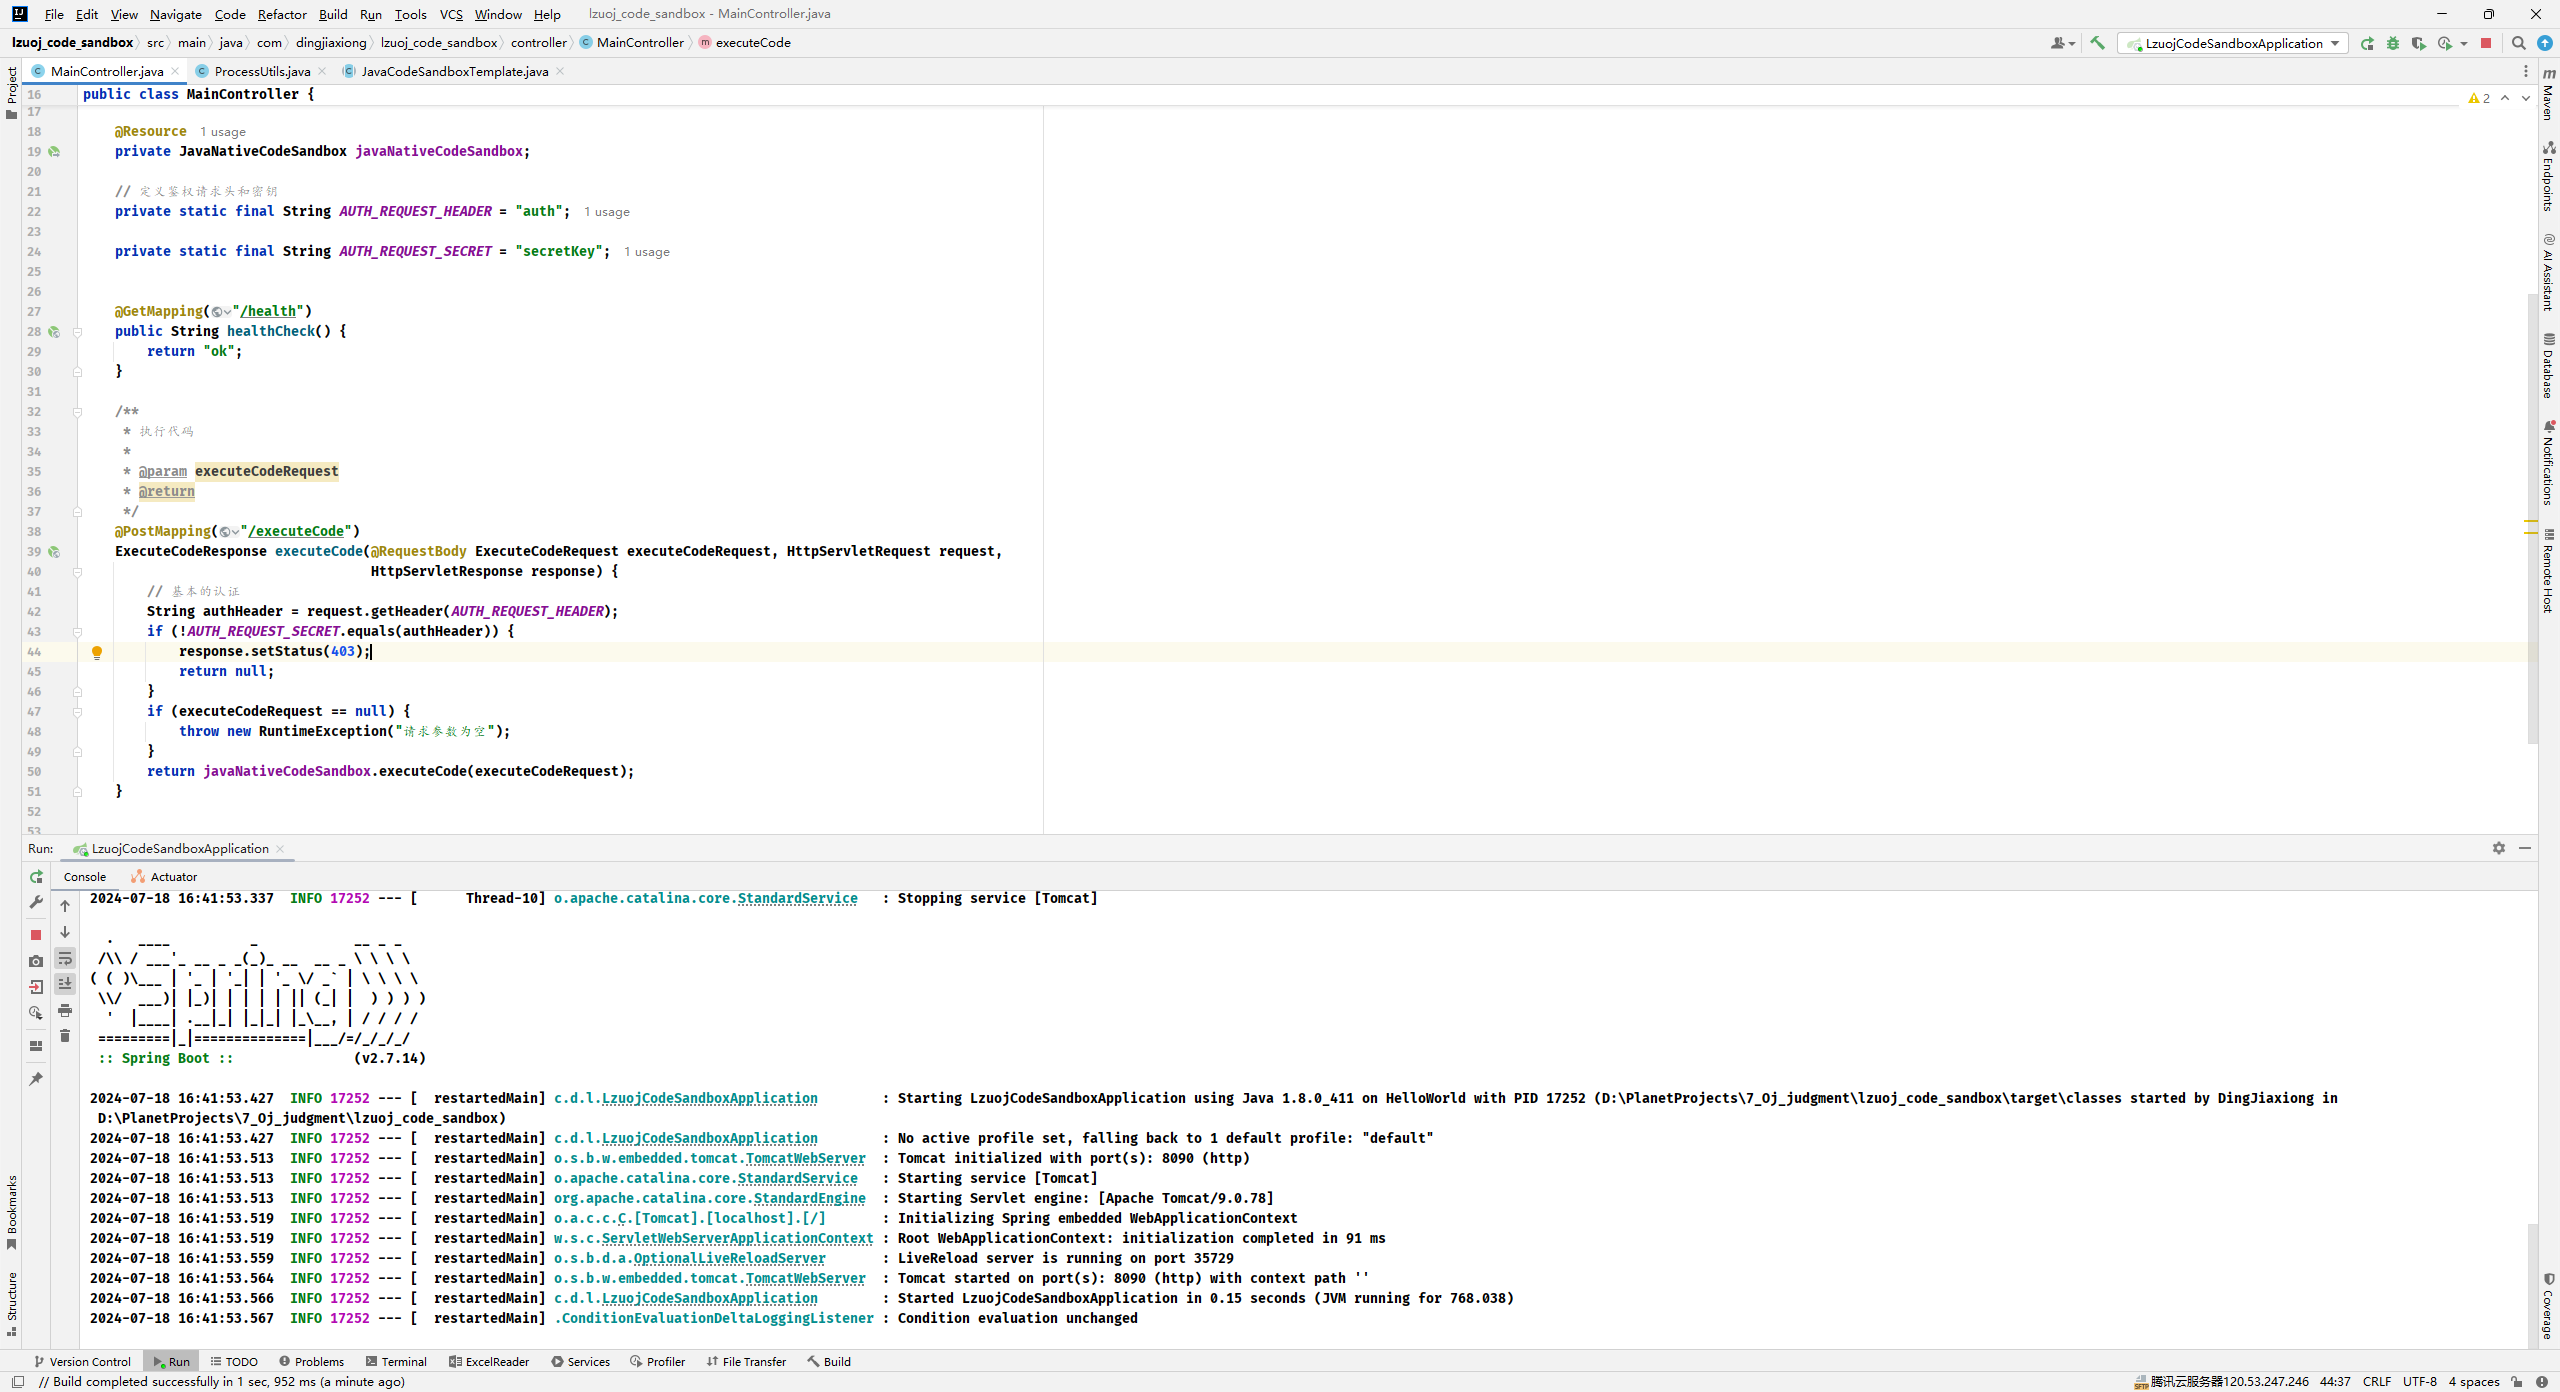 File Edit View Navigate Code Refactor Build Run Tools VCS Window Help lzuoj_code_sandbox - MainController.java
lzuoj_code_sandbox src main java com dingjiaxiong lzuoj_code_sandbox controller MainController executeCode LzuojCodeSandboxApplication
MainController.java ProcessUtils.java JavaCodeSandboxTemplate.java
16 public class MainController {
2
17
18 @Resource 1 usage
19 private JavaNativeCodeSandbox javaNativeCodeSandbox;
20
21 // 定义鉴权请求头和密钥
22 private static final String AUTH_REQUEST_HEADER = "auth"; 1 usage
23
24 private static final String AUTH_REQUEST_SECRET = "secretKey"; 1 usage
25
26
27 @GetMapping("/health")
28 public String healthCheck() {
29 return "ok";
30 }
31
32 /**
33 * 执行代码
34 *
35 * @param executeCodeRequest
36 * @return
37 */
38 @PostMapping("/executeCode")
39 ExecuteCodeResponse executeCode(@RequestBody ExecuteCodeRequest executeCodeRequest, HttpServletRequest request,
40 HttpServletResponse response) {
41 // 基本的认证
42 String authHeader = request.getHeader(AUTH_REQUEST_HEADER);
43 if (!AUTH_REQUEST_SECRET.equals(authHeader)) {
44 response.setStatus(403);
45 return null;
46 }
47 if (executeCodeRequest == null) {
48 throw new RuntimeException("请求参数为空");
49 }
50 return javaNativeCodeSandbox.executeCode(executeCodeRequest);
51 }
52
53
Project
Bookmarks
Structure
Maven
Endpoints
AI Assistant
Database
Notifications
Remote Host
Coverage
Run: LzuojCodeSandboxApplication
Console Actuator
2024-07-18 16:41:53.337 INFO 17252 --- [ Thread-10] o.apache.catalina.core.StandardService : Stopping service [Tomcat]
  .   ____          _            __ _ _
 /\\ / ___'_ __ _ _(_)_ __  __ _ \ \ \ \
( ( )\___ | '_ | '_| | '_ \/ _` | \ \ \ \
 \\/  ___)| |_)| | | | | || (_| |  ) ) ) )
  '  |____| .__|_| |_|_| |_\__, | / / / /
 =========|_|==============|___/=/_/_/_/
 :: Spring Boot :: (v2.7.14)
2024-07-18 16:41:53.427 INFO 17252 --- [ restartedMain] c.d.l.LzuojCodeSandboxApplication : Starting LzuojCodeSandboxApplication using Java 1.8.0_411 on HelloWorld with PID 17252 (D:\PlanetProjects\7_Oj_judgment\lzuoj_code_sandbox\target\classes started by DingJiaxiong in
D:\PlanetProjects\7_Oj_judgment\lzuoj_code_sandbox)
2024-07-18 16:41:53.427 INFO 17252 --- [ restartedMain] c.d.l.LzuojCodeSandboxApplication : No active profile set, falling back to 1 default profile: "default"
2024-07-18 16:41:53.513 INFO 17252 --- [ restartedMain] o.s.b.w.embedded.tomcat.TomcatWebServer : Tomcat initialized with port(s): 8090 (http)
2024-07-18 16:41:53.513 INFO 17252 --- [ restartedMain] o.apache.catalina.core.StandardService : Starting service [Tomcat]
2024-07-18 16:41:53.513 INFO 17252 --- [ restartedMain] org.apache.catalina.core.StandardEngine : Starting Servlet engine: [Apache Tomcat/9.0.78]
2024-07-18 16:41:53.519 INFO 17252 --- [ restartedMain] o.a.c.c.C.[Tomcat].[localhost].[/] : Initializing Spring embedded WebApplicationContext
2024-07-18 16:41:53.519 INFO 17252 --- [ restartedMain] w.s.c.ServletWebServerApplicationContext : Root WebApplicationContext: initialization completed in 91 ms
2024-07-18 16:41:53.559 INFO 17252 --- [ restartedMain] o.s.b.d.a.OptionalLiveReloadServer : LiveReload server is running on port 35729
2024-07-18 16:41:53.564 INFO 17252 --- [ restartedMain] o.s.b.w.embedded.tomcat.TomcatWebServer : Tomcat started on port(s): 8090 (http) with context path ''
2024-07-18 16:41:53.566 INFO 17252 --- [ restartedMain] c.d.l.LzuojCodeSandboxApplication : Started LzuojCodeSandboxApplication in 0.15 seconds (JVM running for 768.038)
2024-07-18 16:41:53.567 INFO 17252 --- [ restartedMain] .ConditionEvaluationDeltaLoggingListener : Condition evaluation unchanged
Version Control Run TODO Problems Terminal ExcelReader Services Profiler File Transfer Build
// Build completed successfully in 1 sec, 952 ms (a minute ago) 腾讯云服务器120.53.247.246 44:37 CRLF UTF-8 4 spaces